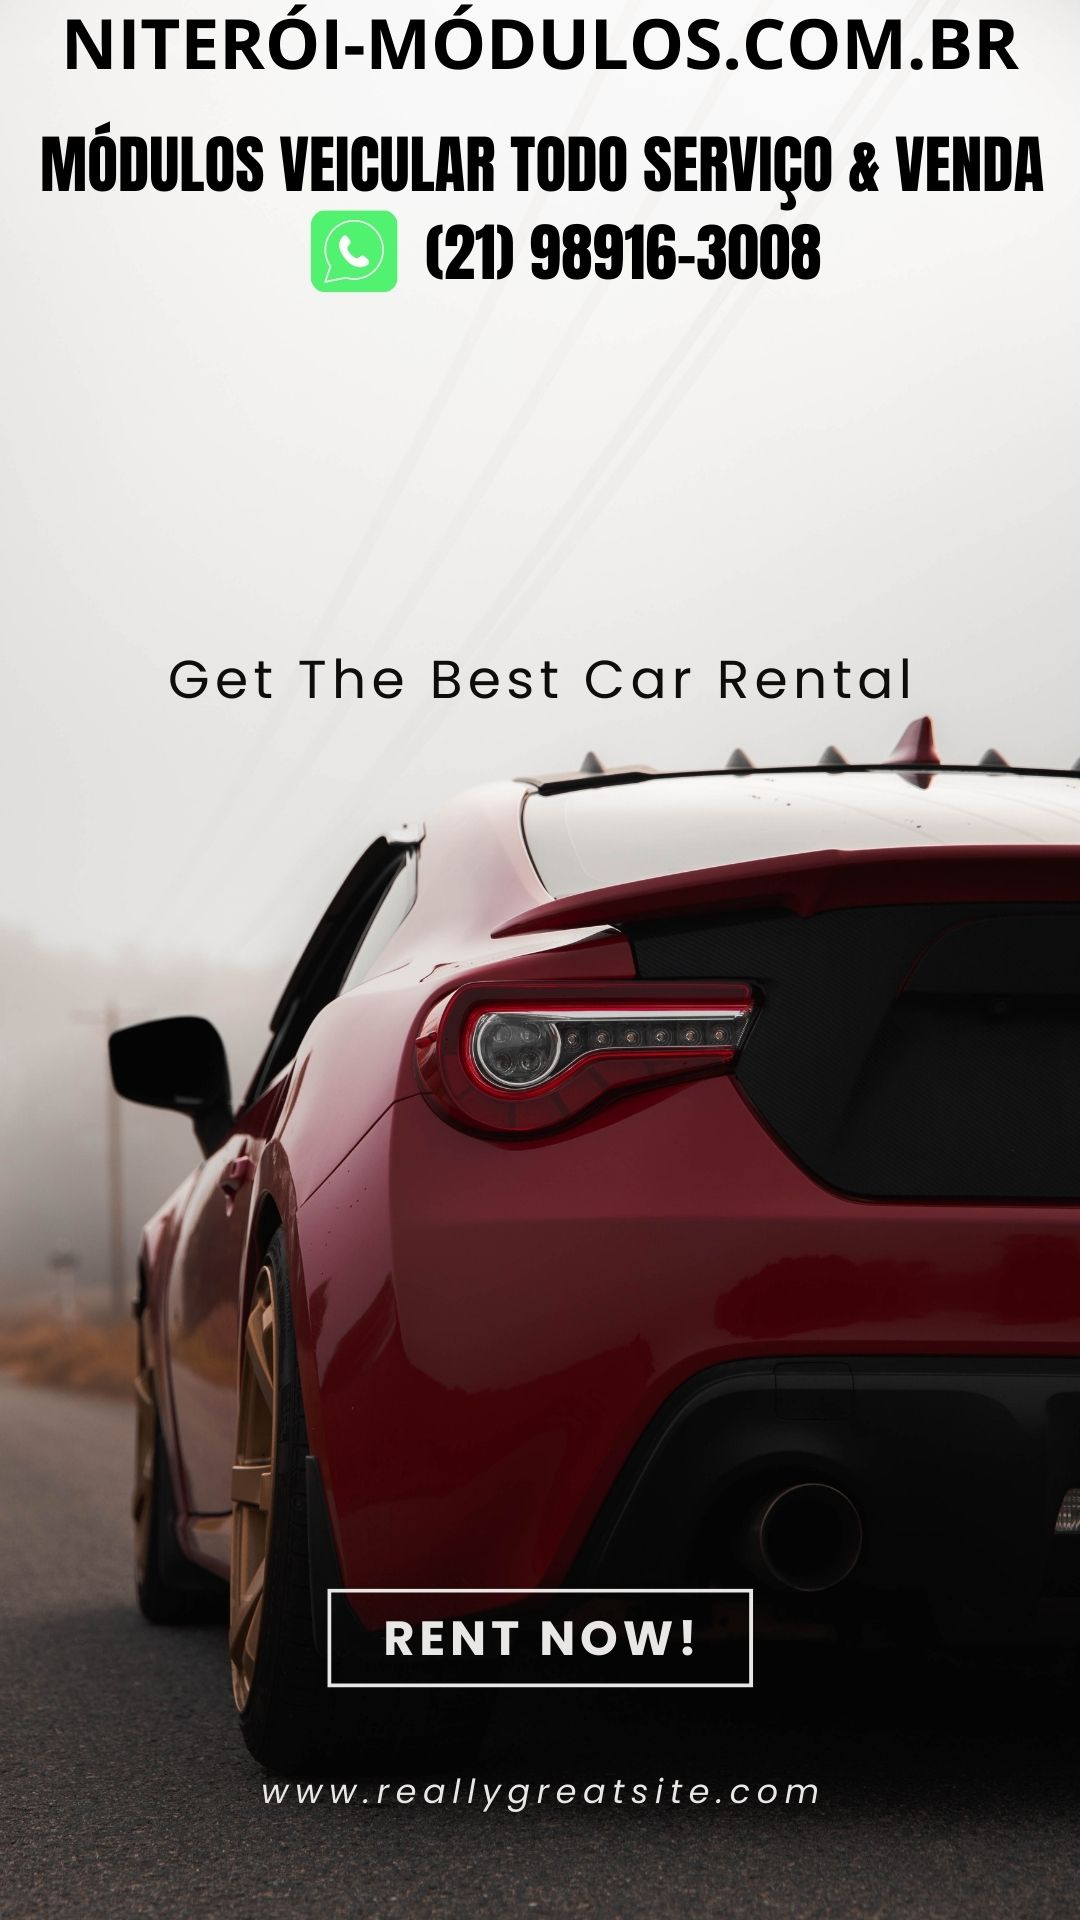 NITERÓI-MÓDULOS.COM.BR
MÓDULOS VEICULAR TODO SERVIÇO & VENDA
(21) 98916-3008
Get The Best Car Rental
RENT NOW!
www.reallygreatsite.com